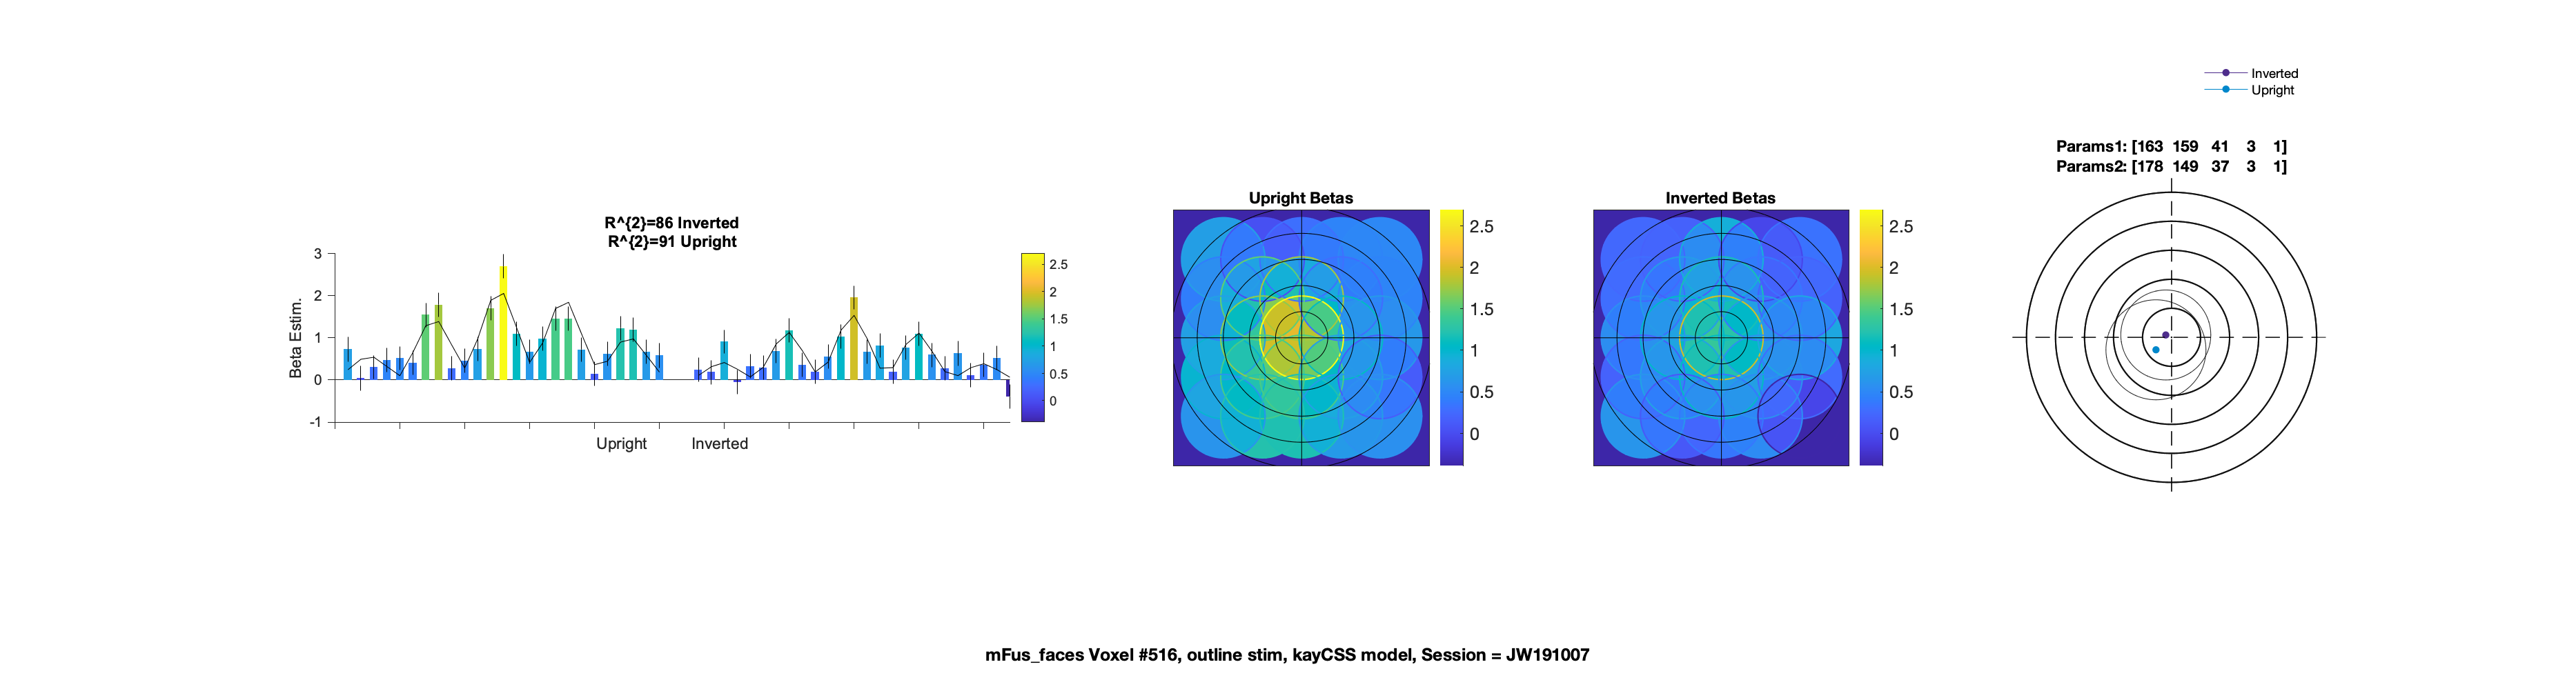 Inverted
Upright
Params1: [163 159 41 3 1]
Params2: [178 149 37 3 1]
Upright Betas
Inverted Betas
R^{2}=86 Inverted
R^{2}=91 Upright
Beta Estim.
3
2
1
0
-1
Upright
Inverted
2.5
2
1.5
1
0.5
0
2.5
2
1.5
1
0.5
0
2.5
2
1.5
1
0.5
0
mFus_faces Voxel #516, outline stim, kayCSS model, Session = JW191007